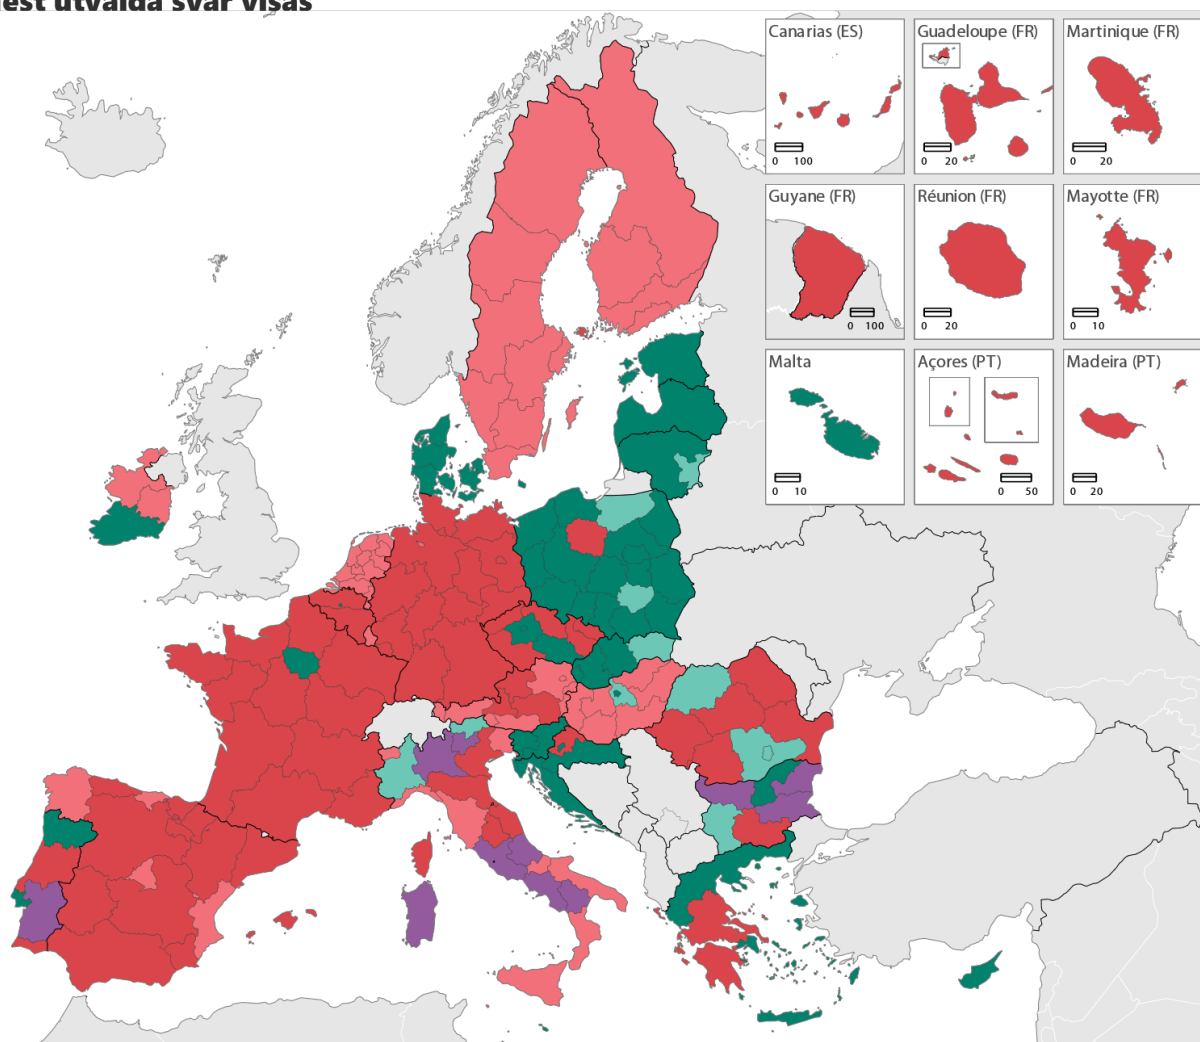 est utvalda svar visas
Canarias (ES)
0 100
Guadeloupe (FR)
0 20
Martinique (FR)
0 20
Guyane (FR)
0 100
Réunion (FR)
0 20
Mayotte (FR)
0 10
Malta
0 10
Açores (PT)
0 50
Madeira (PT)
0 20